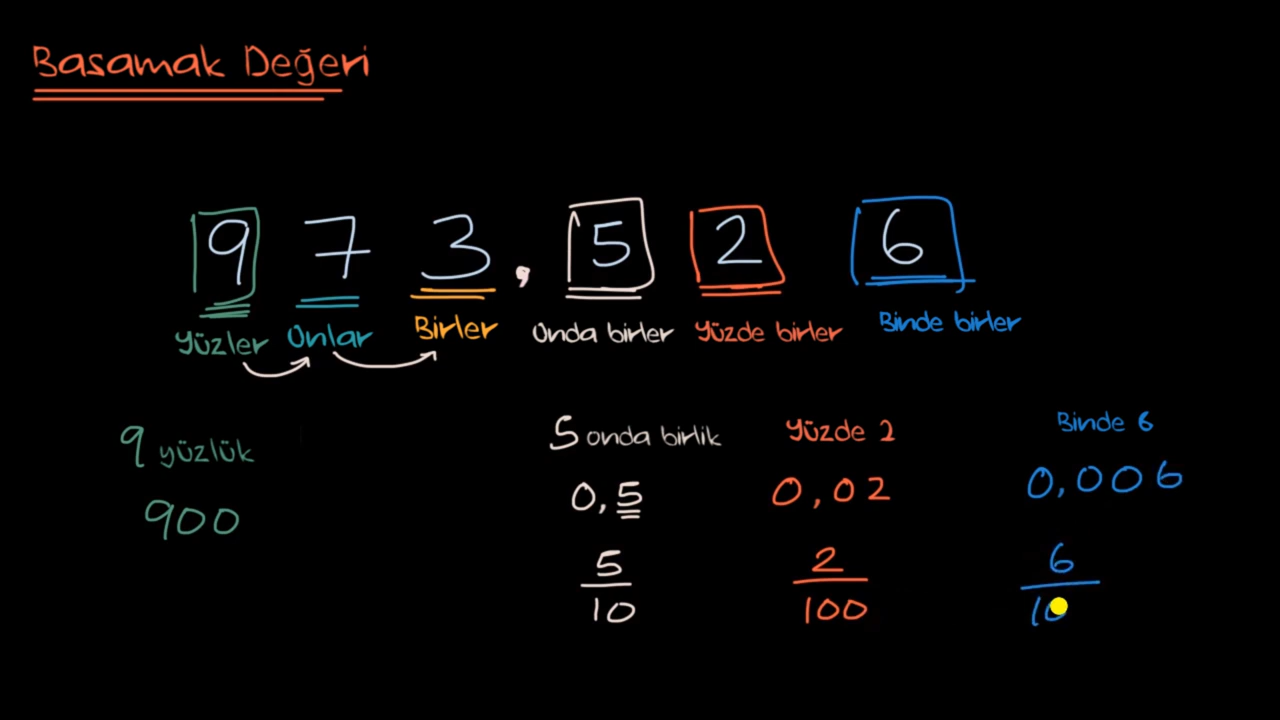 Basamak Değeri
9 7 3 , 5 2 6
Yüzler Onlar Birler Onda birler Yüzde birler Binde birler
9 yüzlük 5 onda birlik Yüzde 2 Binde 6
900 0,5 0,02 0,006
5 2 6
10 100 10